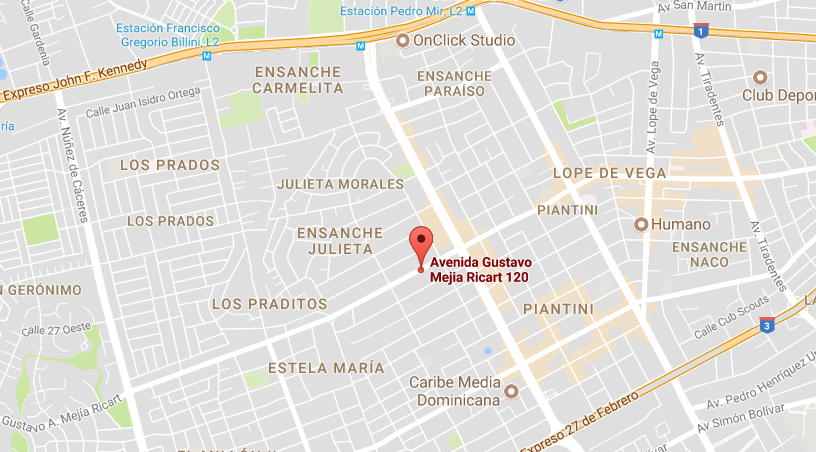 Av San Martin
Estación Pedro Mir, L2
M
Estación Francisco
Gregorio Billini, L2
M
M
M
1
OnClick Studio
Calle Gardenia
Expreso John F. Kennedy
ENSANCHE
CARMELITA
ENSANCHE
PARAÍSO
Av. Tiradentes
Av. Lope de Vega
Club Depor
Calle Juan Isidro Ortega
Av. Núñez de Cáceres
ría
LOS PRADOS
LOPE DE VEGA
JULIETA MORALES
PIANTINI
LOS PRADOS
Humano
ENSANCHE
JULIETA
ENSANCHE
NACO
Av. Tiradentes
Avenida Gustavo
Mejia Ricart 120
N GERÓNIMO
LOS PRADITOS
PIANTINI
Calle Cub Scouts
LA
3
Calle 27 Oeste
ESTELA MARÍA
Caribe Media
Dominicana
Gustavo A. Mejía Ricart
Expreso 27 de Febrero
Av. Pedro Henríquez U
Av Simón Bolívar